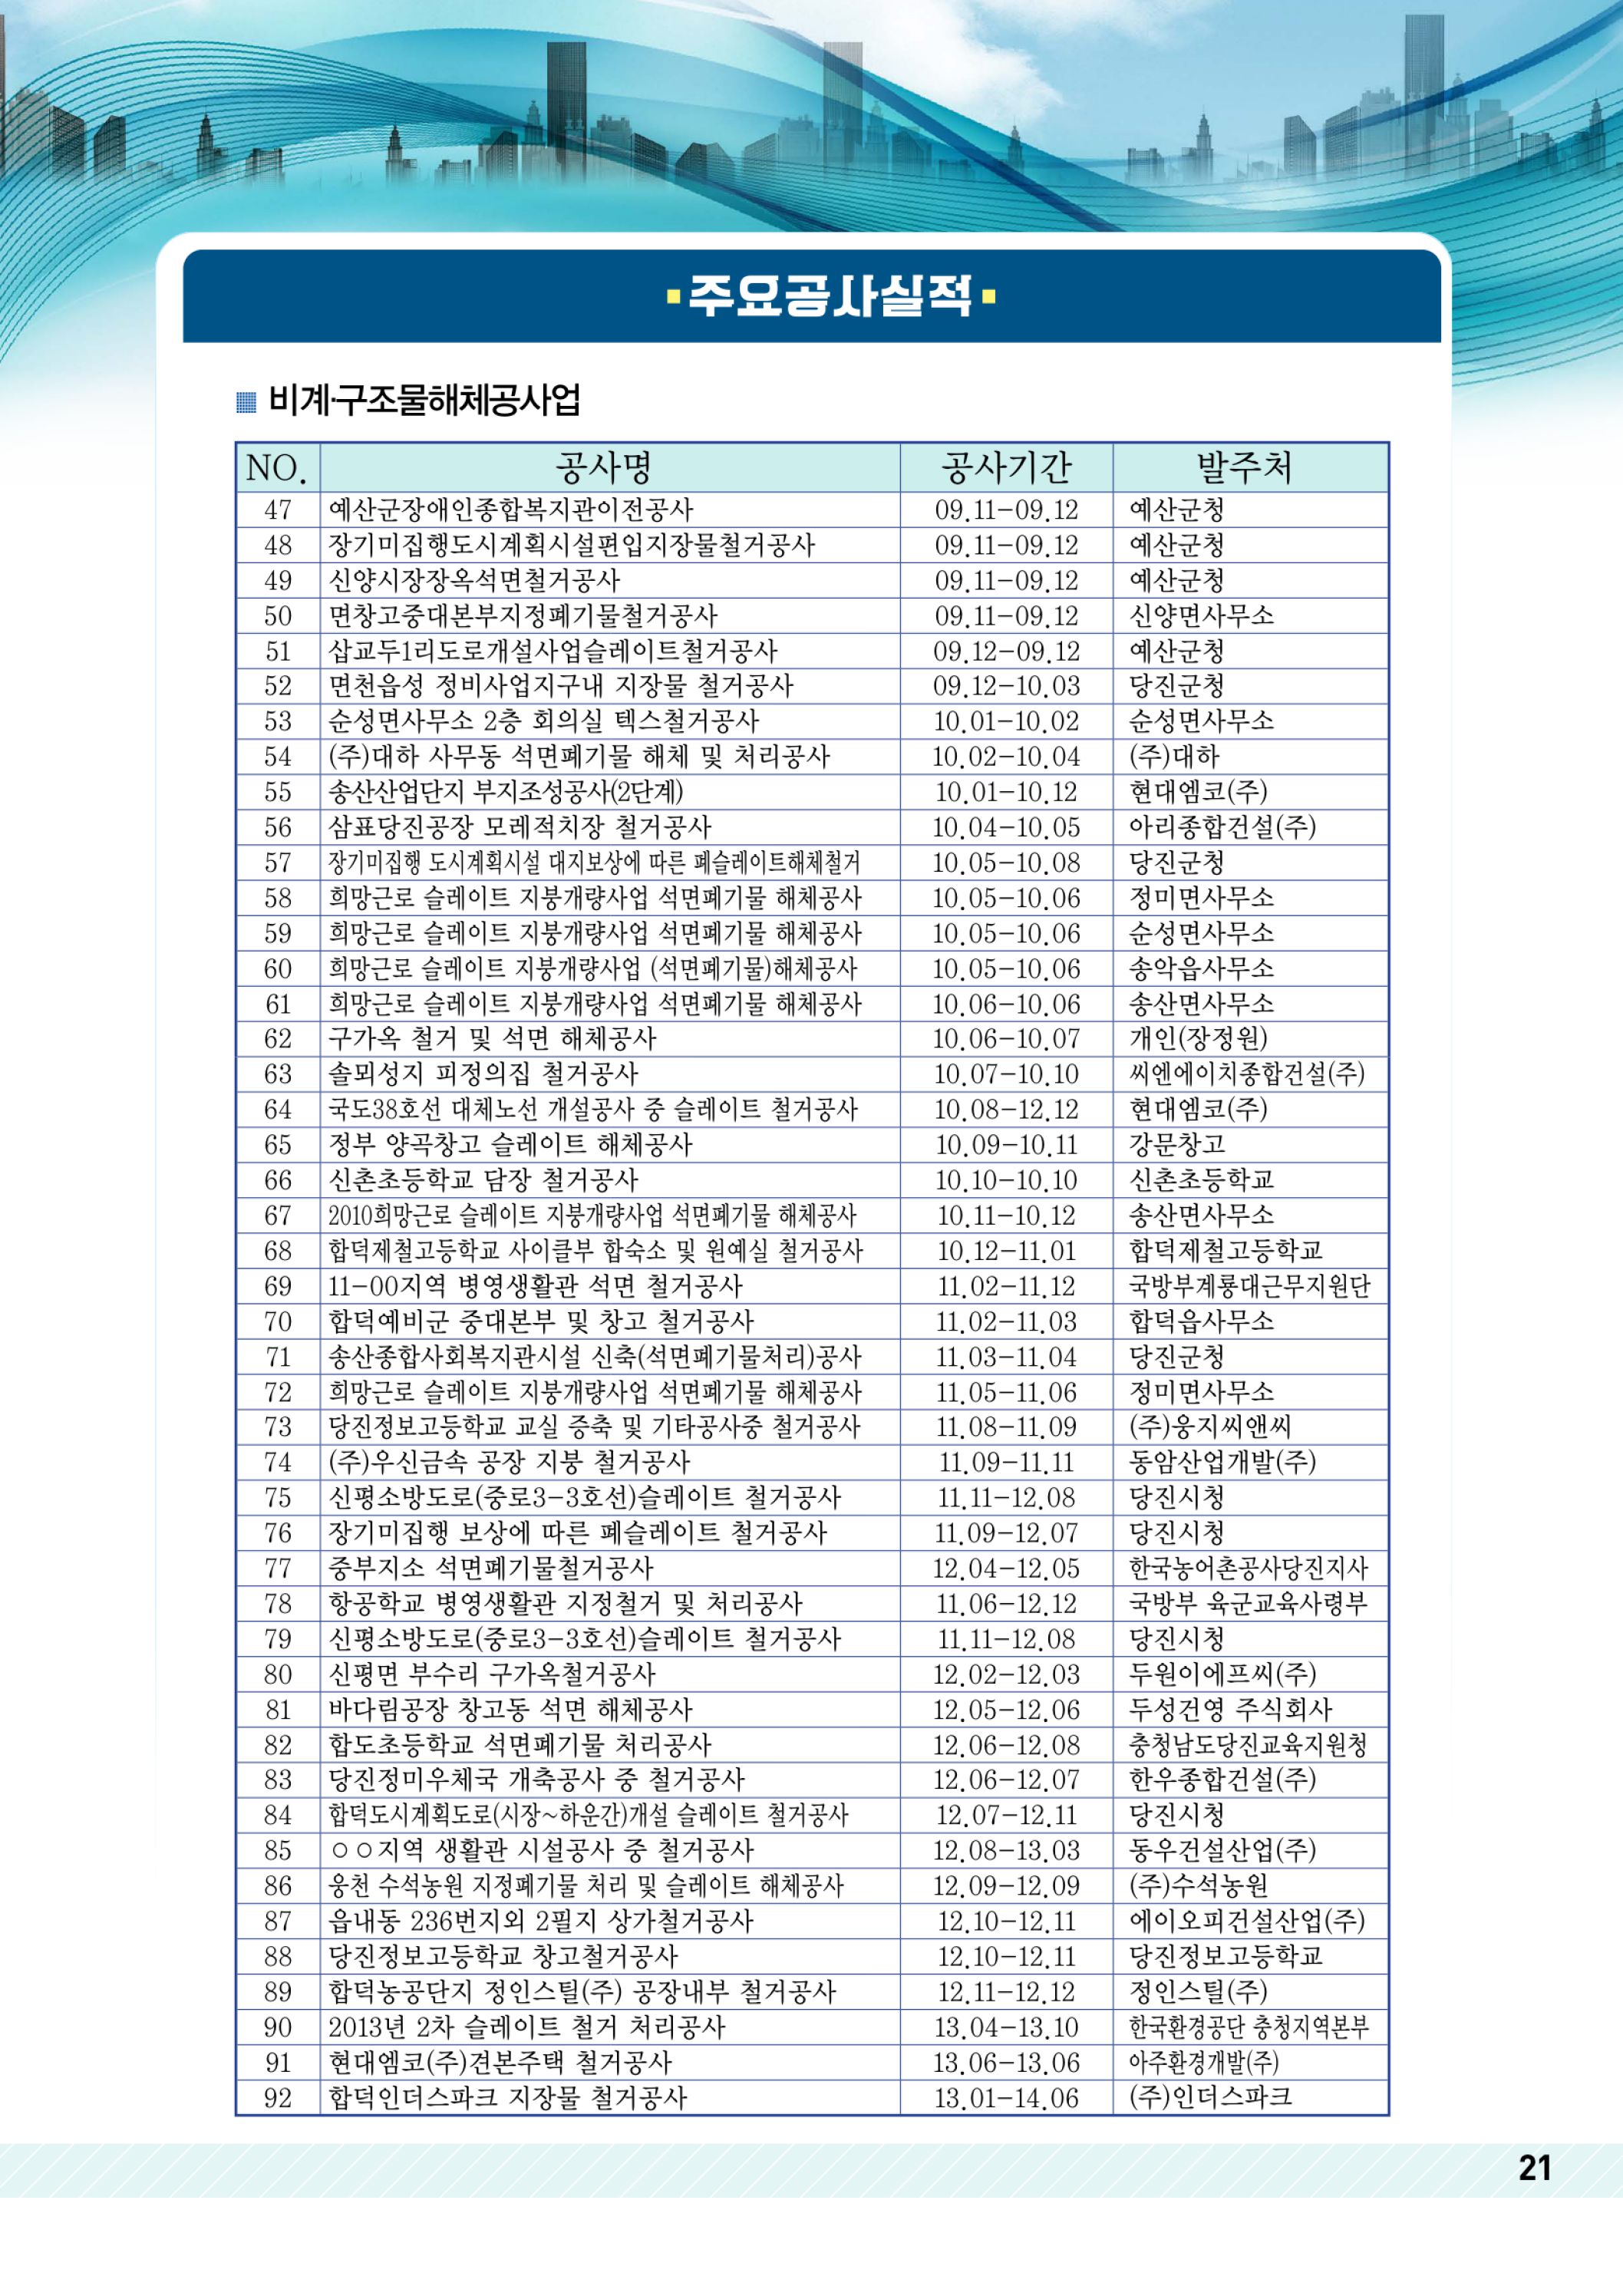 주요공사실적
비계·구조물해체공사업
NO. 공사명 공사기간 발주처
47 예산군장애인종합복지관이전공사 09.11-09.12 예산군청
48 장기미집행도시계획시설편입지장물철거공사 09.11-09.12 예산군청
49 신양시장장옥석면철거공사 09.11-09.12 예산군청
50 면창고중대본부지정폐기물철거공사 09.11-09.12 신양면사무소
51 삽교두1리도로개설사업슬레이트철거공사 09.12-09.12 예산군청
52 면천읍성 정비사업지구내 지장물 철거공사 09.12-10.03 당진군청
53 순성면사무소 2층 회의실 텍스철거공사 10.01-10.02 순성면사무소
54 (주)대하 사무동 석면폐기물 해체 및 처리공사 10.02-10.04 (주)대하
55 송산산업단지 부지조성공사(2단계) 10.01-10.12 현대엠코(주)
56 삼표당진공장 모레적치장 철거공사 10.04-10.05 아리종합건설(주)
57 장기미집행 도시계획시설 대지보상에 따른 폐슬레이트해체철거 10.05-10.08 당진군청
58 희망근로 슬레이트 지붕개량사업 석면폐기물 해체공사 10.05-10.06 정미면사무소
59 희망근로 슬레이트 지붕개량사업 석면폐기물 해체공사 10.05-10.06 순성면사무소
60 희망근로 슬레이트 지붕개량사업 (석면폐기물)해체공사 10.05-10.06 송악읍사무소
61 희망근로 슬레이트 지붕개량사업 석면폐기물 해체공사 10.06-10.06 송산면사무소
62 구가옥 철거 및 석면 해체공사 10.06-10.07 개인(장정원)
63 솔뫼성지 피정의집 철거공사 10.07-10.10 씨엔에이치종합건설(주)
64 국도38호선 대체노선 개설공사 중 슬레이트 철거공사 10.08-12.12 현대엠코(주)
65 정부 양곡창고 슬레이트 해체공사 10.09-10.11 강문창고
66 신촌초등학교 담장 철거공사 10.10-10.10 신촌초등학교
67 2010희망근로 슬레이트 지붕개량사업 석면폐기물 해체공사 10.11-10.12 송산면사무소
68 합덕제철고등학교 사이클부 합숙소 및 원예실 철거공사 10.12-11.01 합덕제철고등학교
69 11-00지역 병영생활관 석면 철거공사 11.02-11.12 국방부계룡대근무지원단
70 합덕예비군 중대본부 및 창고 철거공사 11.02-11.03 합덕읍사무소
71 송산종합사회복지관시설 신축(석면폐기물처리)공사 11.03-11.04 당진군청
72 희망근로 슬레이트 지붕개량사업 석면폐기물 해체공사 11.05-11.06 정미면사무소
73 당진정보고등학교 교실 증축 및 기타공사중 철거공사 11.08-11.09 (주)웅지씨앤씨
74 (주)우신금속 공장 지붕 철거공사 11.09-11.11 동암산업개발(주)
75 신평소방도로(중로3-3호선)슬레이트 철거공사 11.11-12.08 당진시청
76 장기미집행 보상에 따른 폐슬레이트 철거공사 11.09-12.07 당진시청
77 중부지소 석면폐기물철거공사 12.04-12.05 한국농어촌공사당진지사
78 항공학교 병영생활관 지정철거 및 처리공사 11.06-12.12 국방부 육군교육사령부
79 신평소방도로(중로3-3호선)슬레이트 철거공사 11.11-12.08 당진시청
80 신평면 부수리 구가옥철거공사 12.02-12.03 두원이에프씨(주)
81 바다림공장 창고동 석면 해체공사 12.05-12.06 두성건영 주식회사
82 합도초등학교 석면폐기물 처리공사 12.06-12.08 충청남도당진교육지원청
83 당진정미우체국 개축공사 중 철거공사 12.06-12.07 한우종합건설(주)
84 합덕도시계획도로(시장~하운간)개설 슬레이트 철거공사 12.07-12.11 당진시청
85 ○○지역 생활관 시설공사 중 철거공사 12.08-13.03 동우건설산업(주)
86 웅천 수석농원 지정폐기물 처리 및 슬레이트 해체공사 12.09-12.09 (주)수석농원
87 읍내동 236번지외 2필지 상가철거공사 12.10-12.11 에이오피건설산업(주)
88 당진정보고등학교 창고철거공사 12.10-12.11 당진정보고등학교
89 합덕농공단지 정인스틸(주) 공장내부 철거공사 12.11-12.12 정인스틸(주)
90 2013년 2차 슬레이트 철거 처리공사 13.04-13.10 한국환경공단 충청지역본부
91 현대엠코(주)견본주택 철거공사 13.06-13.06 아주환경개발(주)
92 합덕인더스파크 지장물 철거공사 13.01-14.06 (주)인더스파크
21